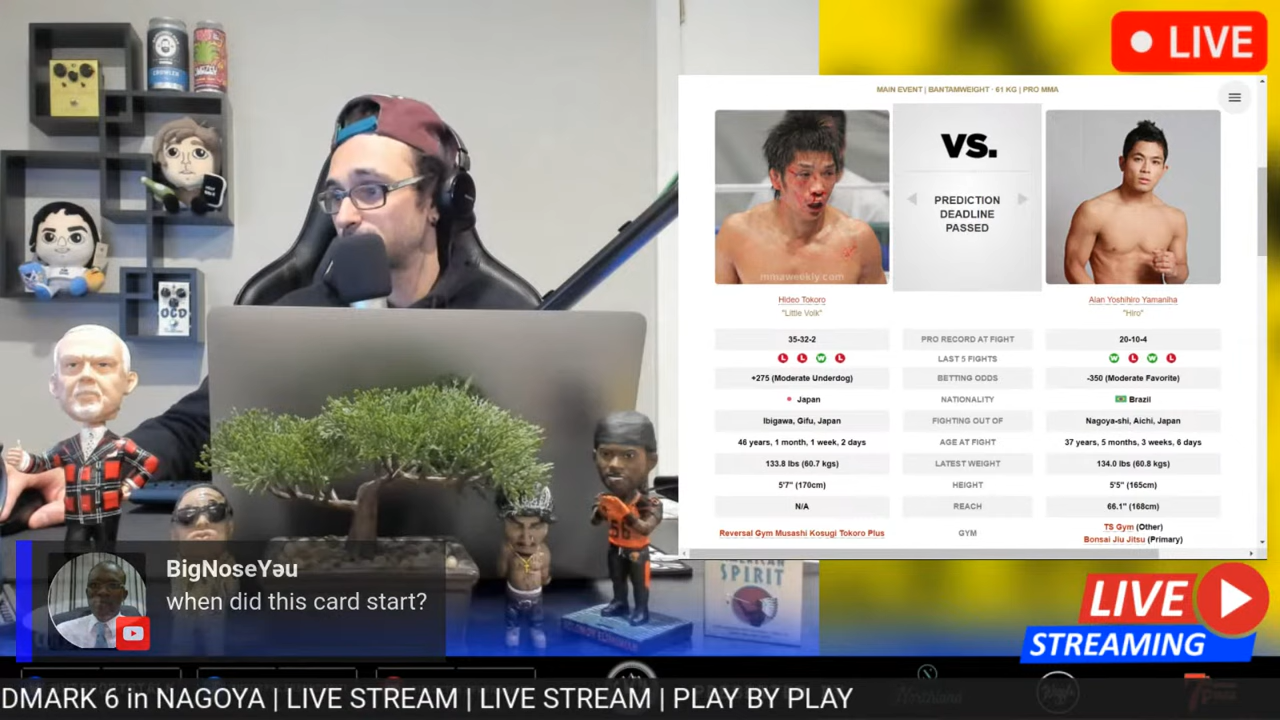 LIVE
MAIN EVENT | BANTAMWEIGHT · 61 KG | PRO MMA
VS.
PREDICTION
DEADLINE
PASSED
mmaweekly.com
Hideo Tokoro
"Little Volk"
Alan Yoshihiro Yamaniha
"Hiro"
35-32-2 PRO RECORD AT FIGHT 20-10-4
L L W L LAST 5 FIGHTS W L W L
+275 (Moderate Underdog) BETTING ODDS -350 (Moderate Favorite)
Japan NATIONALITY Brazil
Ibigawa, Gifu, Japan FIGHTING OUT OF Nagoya-shi, Aichi, Japan
46 years, 1 month, 1 week, 2 days AGE AT FIGHT 37 years, 5 months, 3 weeks, 6 days
133.8 lbs (60.7 kgs) LATEST WEIGHT 134.0 lbs (60.8 kgs)
5'7" (170cm) HEIGHT 5'5" (165cm)
N/A REACH 66.1" (168cm)
Reversal Gym Musashi Kosugi Tokoro Plus GYM TS Gym (Other)
Bonsai Jiu Jitsu (Primary)
CROWLER
OCD
56
SPIRIT
BigNoseYəu
when did this card start?
LIVE
STREAMING
Northland
DMARK 6 in NAGOYA | LIVE STREAM | LIVE STREAM | PLAY BY PLAY